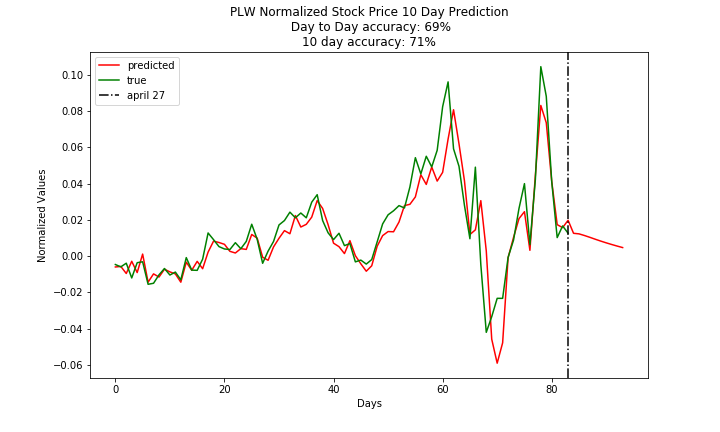 PLW Normalized Stock Price 10 Day Prediction
Day to Day accuracy: 69%
10 day accuracy: 71%
predicted
true
april 27
Normalized Values
0.10
0.08
0.06
0.04
0.02
0.00
−0.02
−0.04
−0.06
0
20
40
60
80
Days